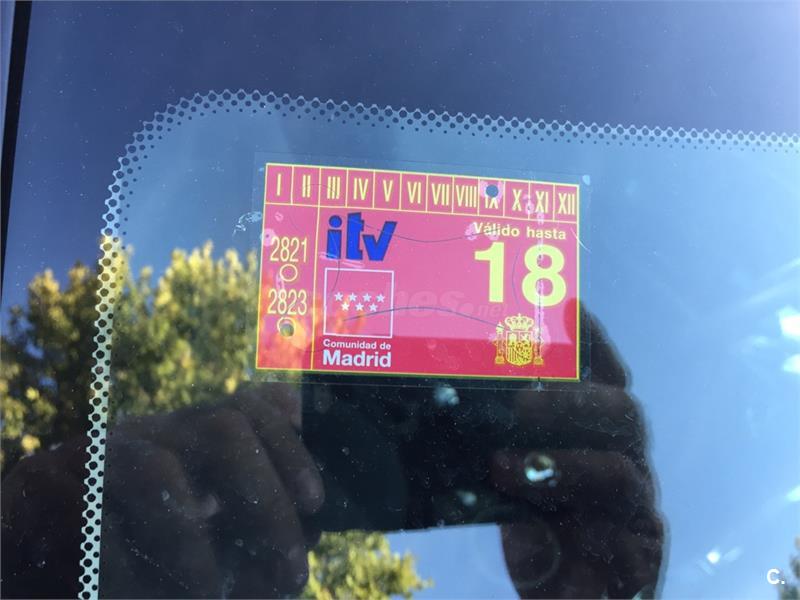 I II III IV V VI VII VIII IX X XI XII
itv
Válido hasta
18
2821
2823
Comunidad de
Madrid
C.